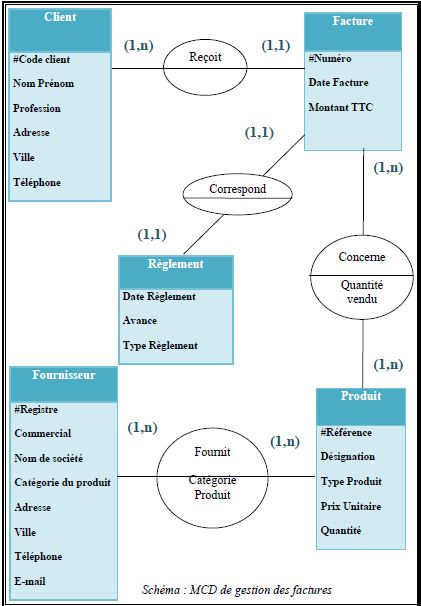 Client
#Code client
Nom Prénom
Profession
Adresse
Ville
Téléphone
(1,n)
Reçoit
(1,1)
Facture
#Numéro
Date Facture
Montant TTC
(1,1)
Correspond
(1,1)
(1,n)
Concerne
Quantité
vendu
(1,n)
Règlement
Date Règlement
Avance
Type Règlement
Fournisseur
#Registre
Commercial
Nom de société
Catégorie du produit
Adresse
Ville
Téléphone
E-mail
(1,n)
Fournit
Catégorie
Produit
(1,n)
Produit
#Référence
Désignation
Type Produit
Prix Unitaire
Quantité
Schéma : MCD de gestion des factures